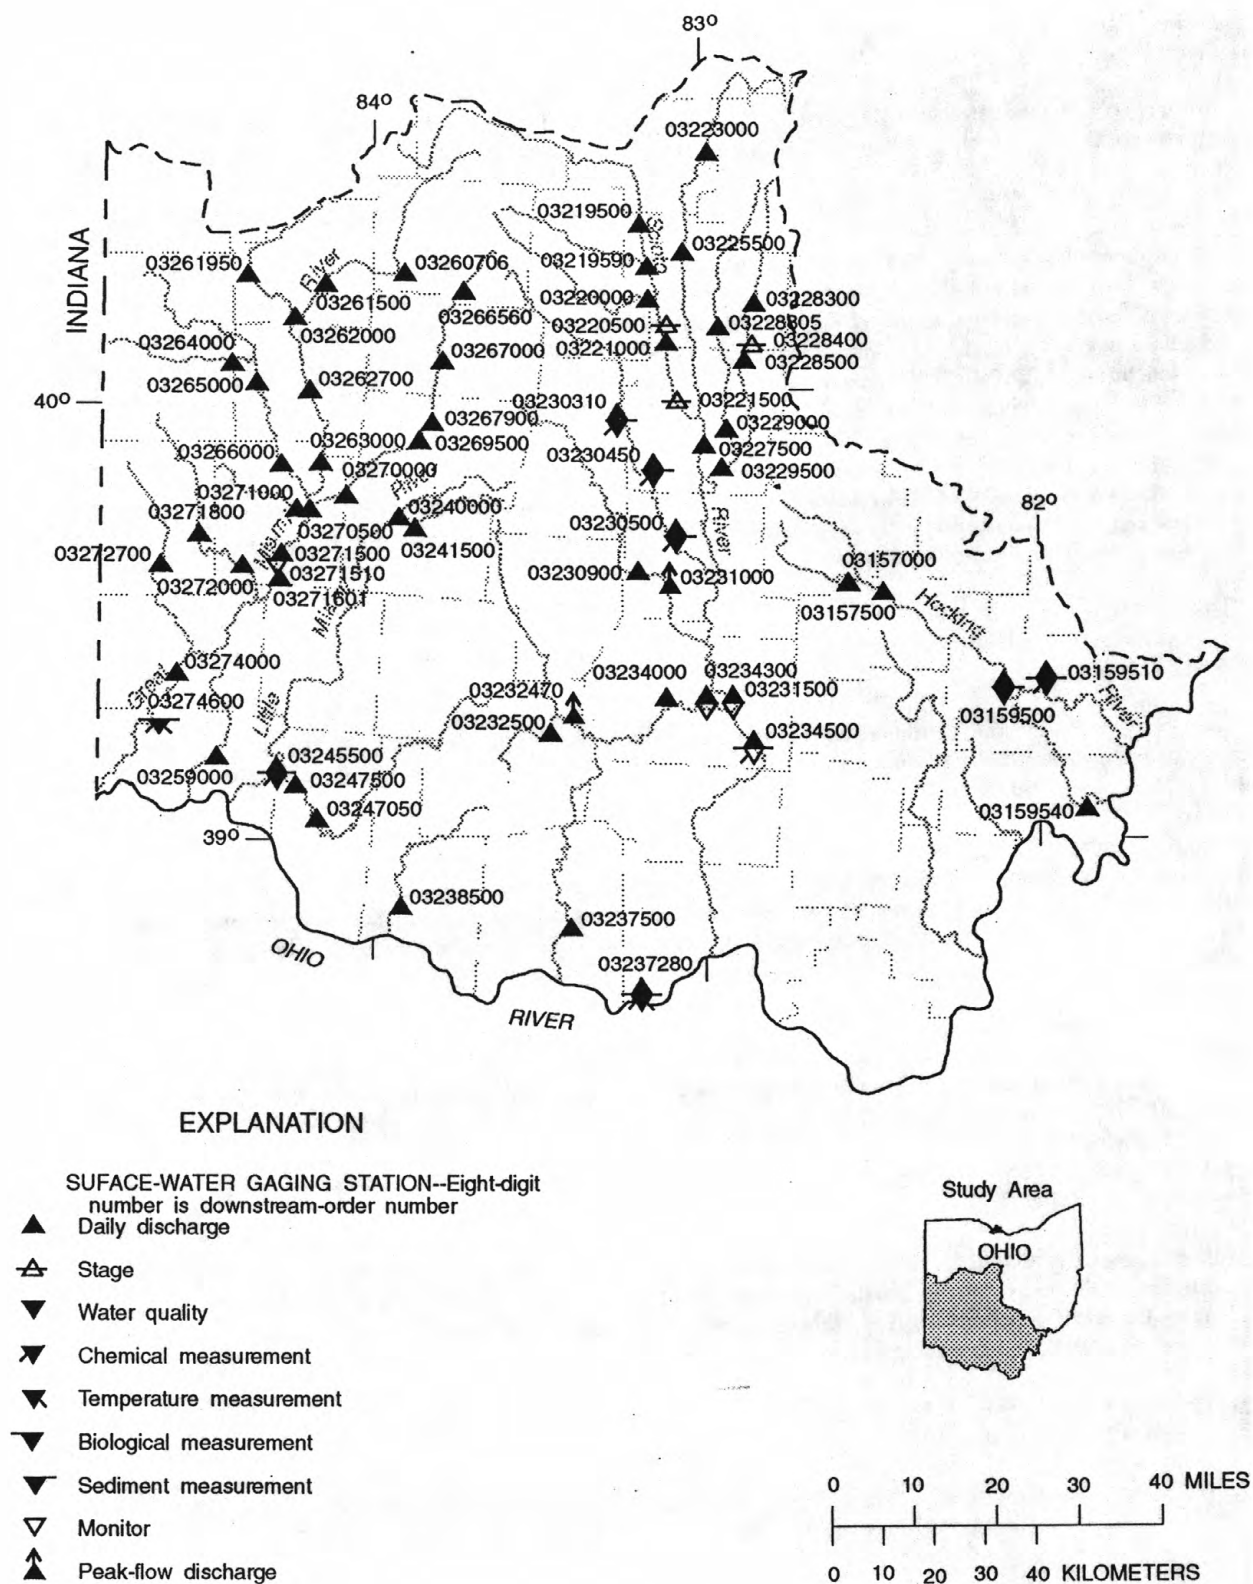 83°
84°
03223000
03219500
Scioto
03225500
INDIANA
03261950
River
03260706
03219590
03261500
03220000
03228300
03266560
03220500
03228805
03262000
03228400
03264000
03221000
03267000
03228500
03265000
03262700
40°
03230310
03221500
03267900
03229000
03263000
03269500
03227500
03266000
03230450
03270000
03229500
River
03271000
82°
03271800
03240000
03230500
River
03270500
Miami
03241500
03272700
03271500
03157000
03271510
03230900
03231000
03272000
03271601
03157500
Hocking
Miami
03274000
03234000
03234300
03159510
Great
03232470
03231500
03274600
River
Little
03232500
03159500
03234500
03245500
03259000
03247500
03247050
03159540
39°
03238500
03237500
OHIO
03237280
RIVER
EXPLANATION
SUFACE-WATER GAGING STATION--Eight-digit
number is downstream-order number
Daily discharge
Stage
Water quality
Chemical measurement
Temperature measurement
Biological measurement
Sediment measurement
Monitor
Peak-flow discharge
Study Area
OHIO
0 10 20 30 40 MILES
0 10 20 30 40 KILOMETERS